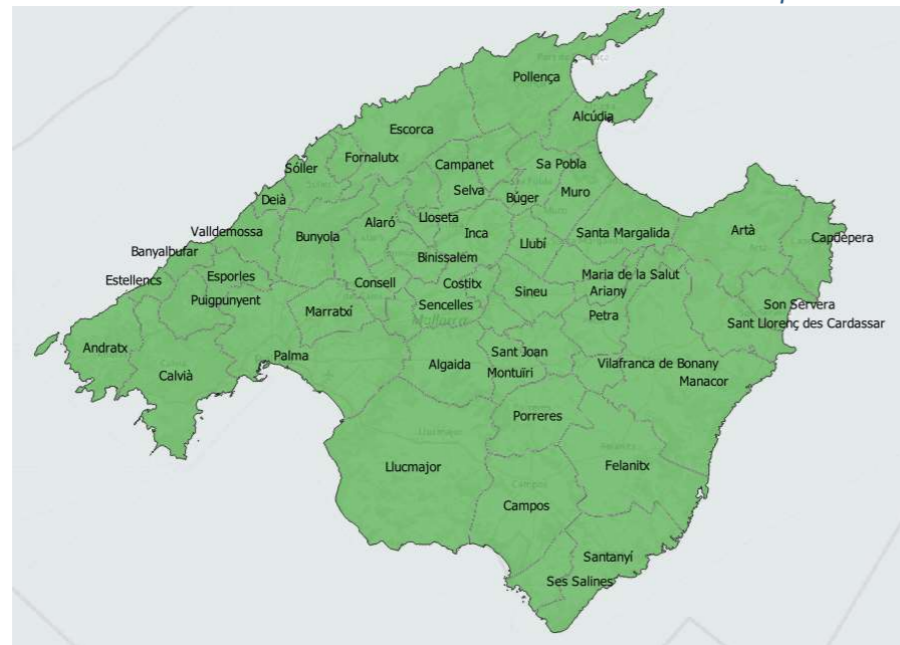 Pollença
Alcúdia
Escorca
Fornalutx
Sóller
Campanet
Sa Pobla
Selva
Búger
Muro
Deià
Lloseta
Alaró
Valldemossa
Bunyola
Inca
Llubí
Santa Margalida
Artà
Capdepera
Banyalbufar
Binissalem
Estellencs
Esporles
Consell
Costitx
Sineu
Maria de la Salut
Ariany
Puigpunyent
Marratxí
Sencelles
Petra
Son Servera
Sant Llorenç des Cardassar
Mallorca
Andratx
Palma
Sant Joan
Algaida
Montuïri
Vilafranca de Bonany
Calvià
Manacor
Porreres
Llucmajor
Felanitx
Campos
Santanyí
Ses Salines